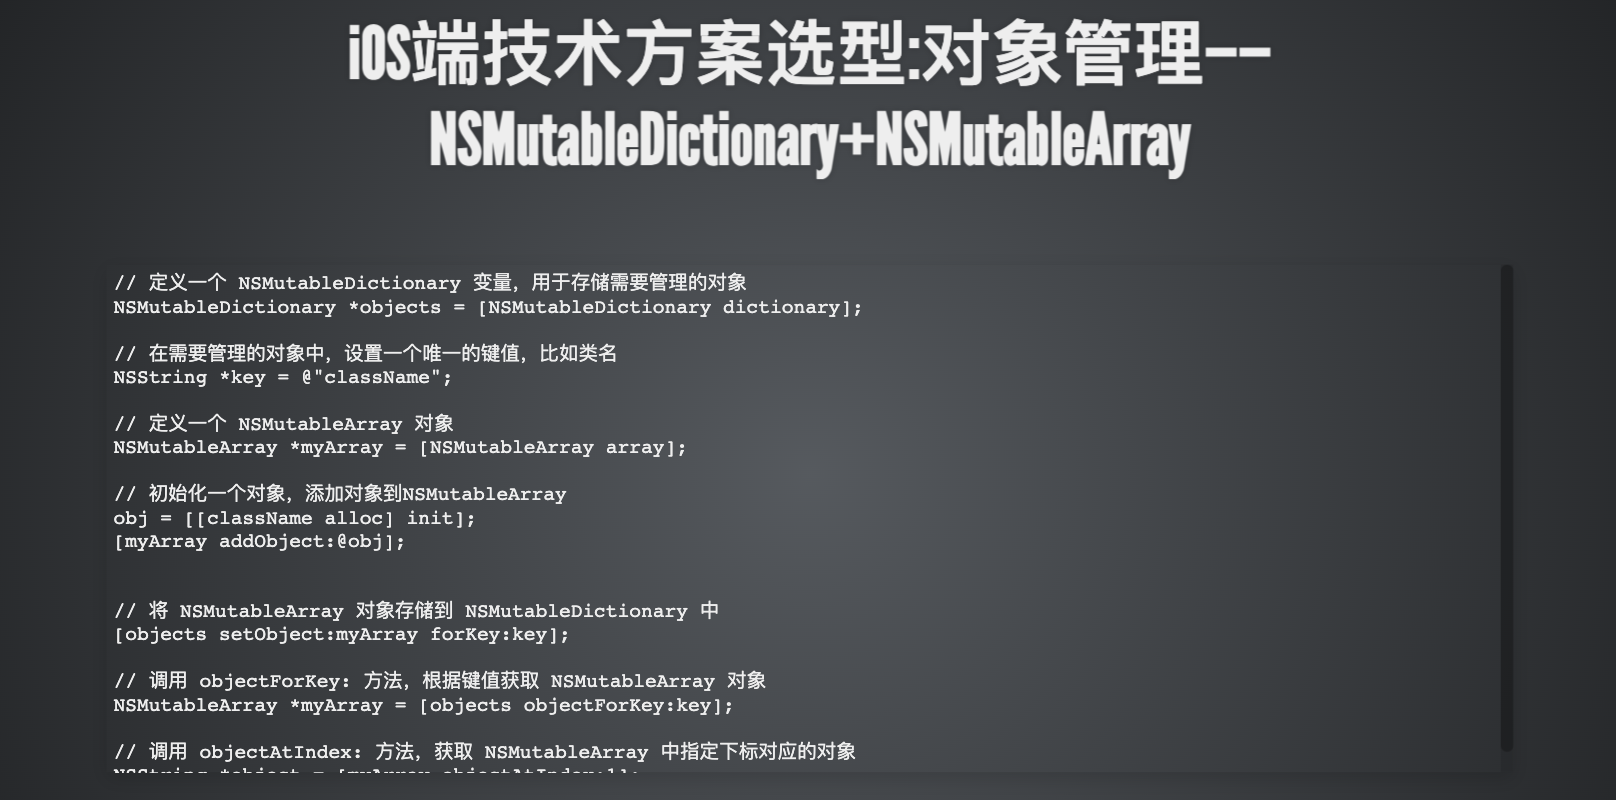 iOS端技术方案选型:对象管理--
NSMutableDictionary+NSMutableArray
// 定义一个 NSMutableDictionary 变量，用于存储需要管理的对象
NSMutableDictionary *objects = [NSMutableDictionary dictionary];
// 在需要管理的对象中，设置一个唯一的键值，比如类名
NSString *key = @"className";
// 定义一个 NSMutableArray 对象
NSMutableArray *myArray = [NSMutableArray array];
// 初始化一个对象，添加对象到NSMutableArray
obj = [[className alloc] init];
[myArray addObject:@obj];
// 将 NSMutableArray 对象存储到 NSMutableDictionary 中
[objects setObject:myArray forKey:key];
// 调用 objectForKey: 方法，根据键值获取 NSMutableArray 对象
NSMutableArray *myArray = [objects objectForKey:key];
// 调用 objectAtIndex: 方法，获取 NSMutableArray 中指定下标对应的对象
NSString *object = [myArray objectAtIndex:1];